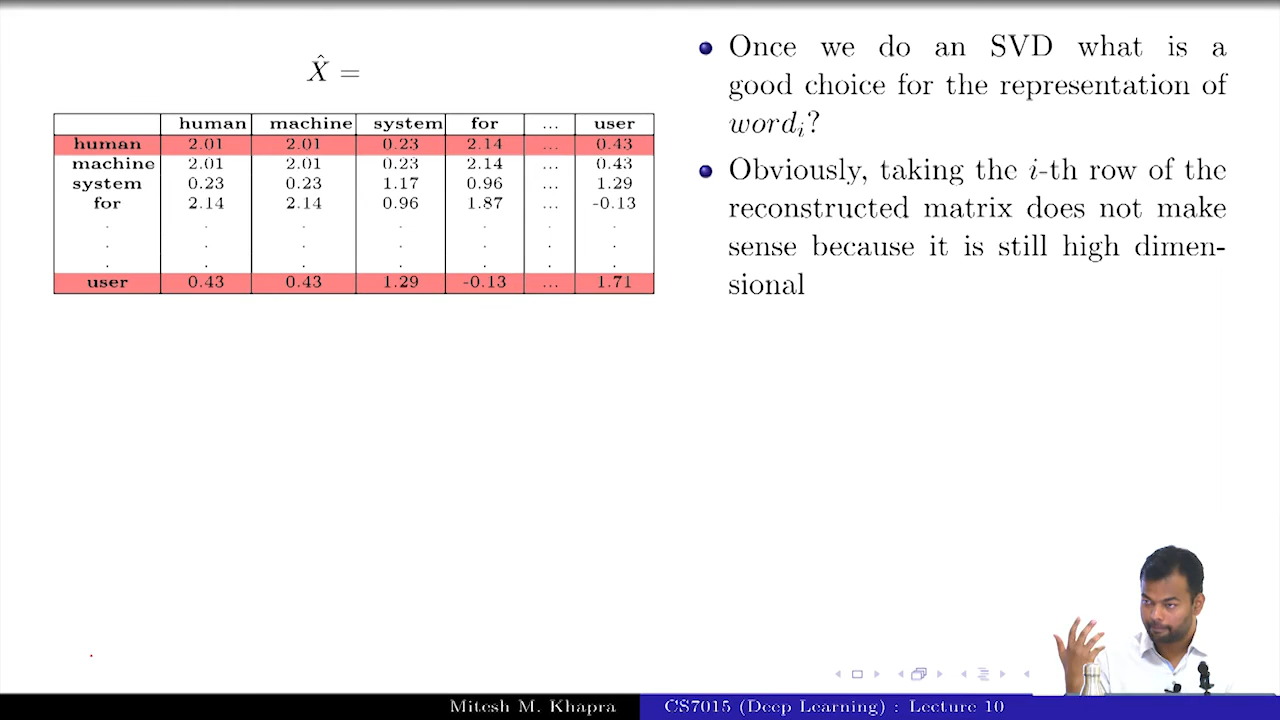 X̂ =
human machine system for ... user
human 2.01 2.01 0.23 2.14 ... 0.43
machine 2.01 2.01 0.23 2.14 ... 0.43
system 0.23 0.23 1.17 0.96 ... 1.29
for 2.14 2.14 0.96 1.87 ... -0.13
. . . . . .
. . . . . .
. . . . . .
user 0.43 0.43 1.29 -0.13 ... 1.71
Once we do an SVD what is a
good choice for the representation of
wordᵢ?
Obviously, taking the i-th row of the
reconstructed matrix does not make
sense because it is still high dimen-
sional
Mitesh M. Khapra
CS7015 (Deep Learning) : Lecture 10